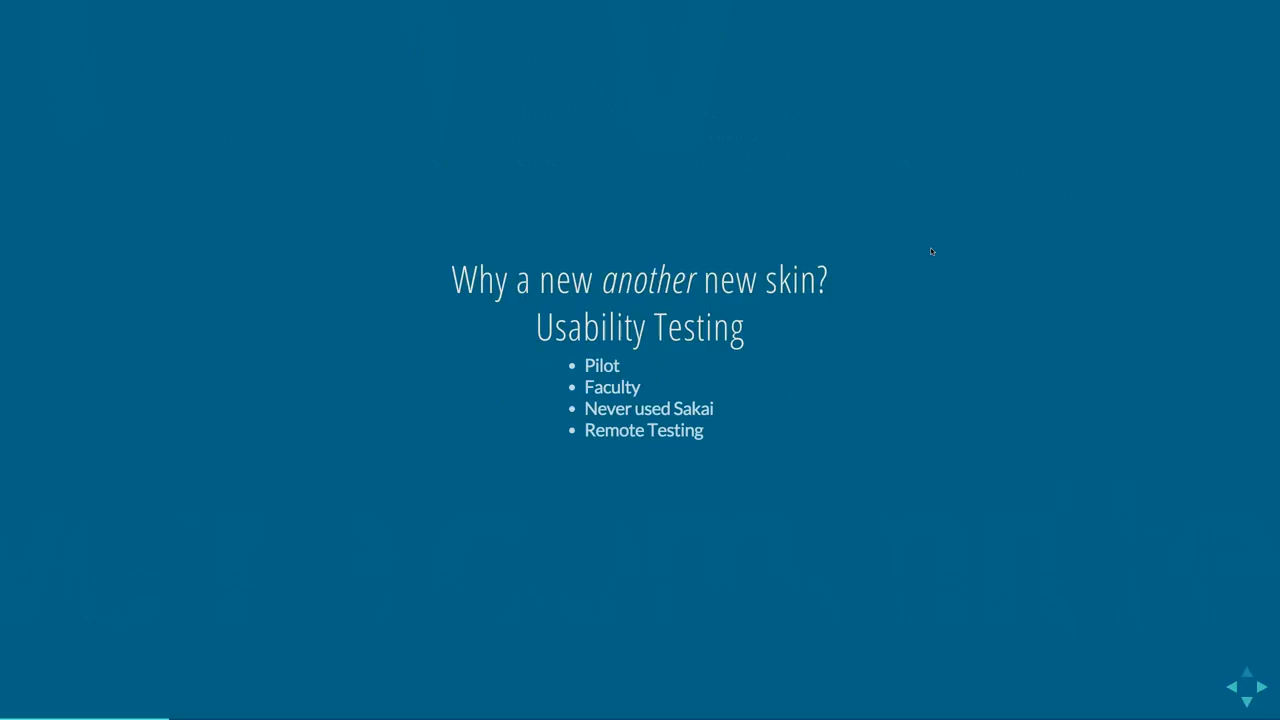 Why a new another new skin?
Usability Testing
• Pilot
• Faculty
• Never used Sakai
• Remote Testing